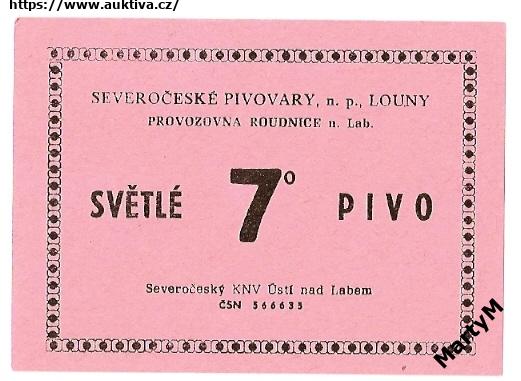 https://www.auktiva.cz/
SEVEROČESKÉ PIVOVARY, n. p., LOUNY
PROVOZOVNA ROUDNICE n. Lab.
SVĚTLÉ 7° PIVO
Severočeský KNV Ústí nad Labem
ČSN 566635
MartyM